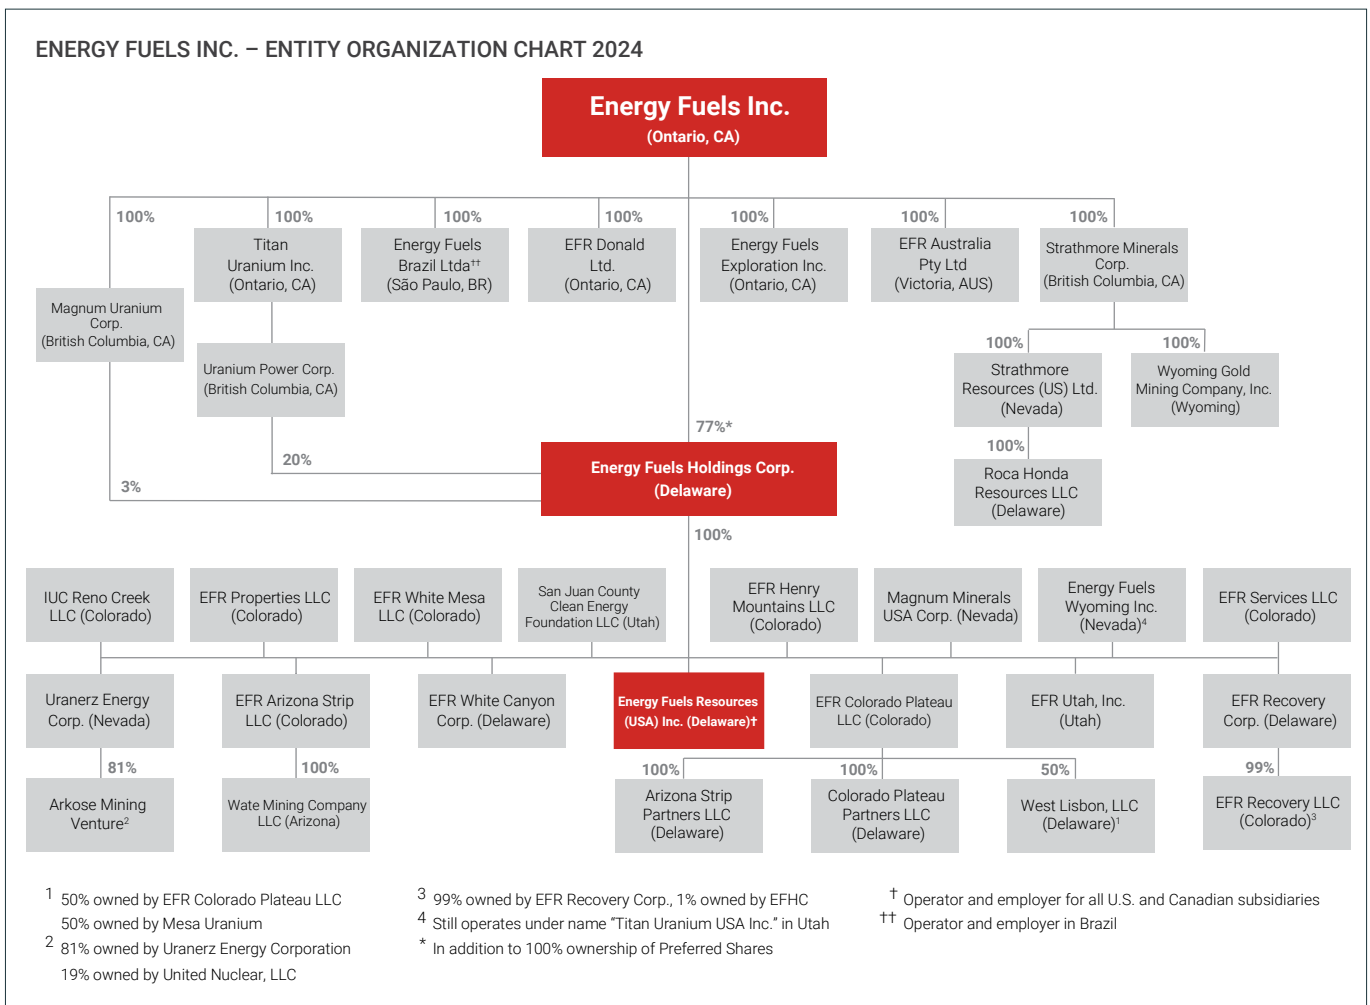 ENERGY FUELS INC. – ENTITY ORGANIZATION CHART 2024
Energy Fuels Inc.
(Ontario, CA)
100%
100%
100%
100%
100%
100%
100%
Magnum Uranium
Corp.
(British Columbia, CA)
Titan
Uranium Inc.
(Ontario, CA)
Energy Fuels
Brazil Ltda††
(São Paulo, BR)
EFR Donald
Ltd.
(Ontario, CA)
Energy Fuels
Exploration Inc.
(Ontario, CA)
EFR Australia
Pty Ltd
(Victoria, AUS)
Strathmore Minerals
Corp.
(British Columbia, CA)
Uranium Power Corp.
(British Columbia, CA)
100%
100%
Strathmore
Resources (US) Ltd.
(Nevada)
Wyoming Gold
Mining Company, Inc.
(Wyoming)
100%
Roca Honda
Resources LLC
(Delaware)
77%*
20%
3%
Energy Fuels Holdings Corp.
(Delaware)
100%
IUC Reno Creek
LLC (Colorado)
EFR Properties LLC
(Colorado)
EFR White Mesa
LLC (Colorado)
San Juan County
Clean Energy
Foundation LLC (Utah)
EFR Henry
Mountains LLC
(Colorado)
Magnum Minerals
USA Corp. (Nevada)
Energy Fuels
Wyoming Inc.
(Nevada)4
EFR Services LLC
(Colorado)
Uranerz Energy
Corp. (Nevada)
EFR Arizona Strip
LLC (Colorado)
EFR White Canyon
Corp. (Delaware)
Energy Fuels Resources
(USA) Inc. (Delaware)†
EFR Colorado Plateau
LLC (Colorado)
EFR Utah, Inc.
(Utah)
EFR Recovery
Corp. (Delaware)
81%
100%
100%
100%
50%
99%
Arkose Mining
Venture2
Wate Mining Company
LLC (Arizona)
Arizona Strip
Partners LLC
(Delaware)
Colorado Plateau
Partners LLC
(Delaware)
West Lisbon, LLC
(Delaware)1
EFR Recovery LLC
(Colorado)3
1 50% owned by EFR Colorado Plateau LLC
50% owned by Mesa Uranium
2 81% owned by Uranerz Energy Corporation
19% owned by United Nuclear, LLC
3 99% owned by EFR Recovery Corp., 1% owned by EFHC
4 Still operates under name "Titan Uranium USA Inc." in Utah
* In addition to 100% ownership of Preferred Shares
† Operator and employer for all U.S. and Canadian subsidiaries
†† Operator and employer in Brazil